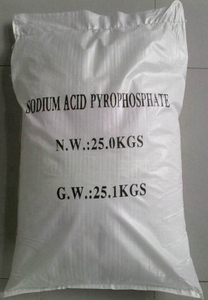 SODIUM ACID PYROPHOSPHATE
N.W.:25.0KGS
G.W.:25.1KGS